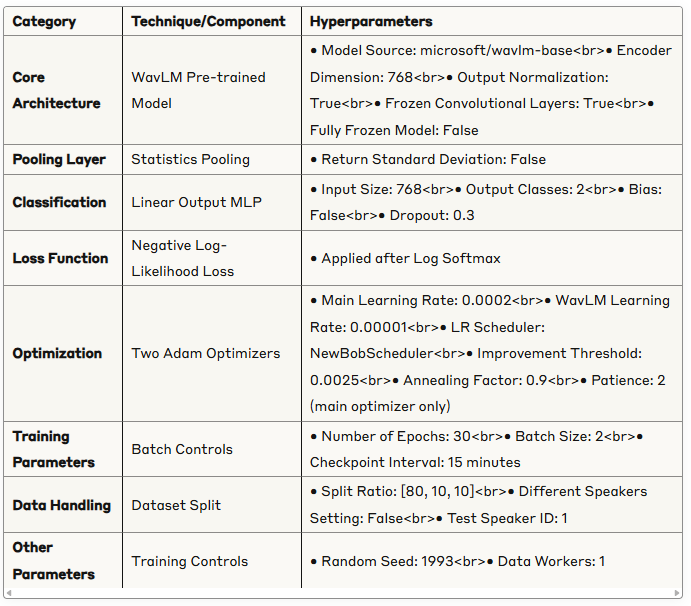 Category Technique/Component Hyperparameters
Core Architecture
WavLM Pre-trained Model
• Model Source: microsoft/wavlm-base<br>• Encoder
Dimension: 768<br>• Output Normalization:
True<br>• Frozen Convolutional Layers: True<br>•
Fully Frozen Model: False
Pooling Layer Statistics Pooling • Return Standard Deviation: False
Classification Linear Output MLP
• Input Size: 768<br>• Output Classes: 2<br>• Bias:
False<br>• Dropout: 0.3
Loss Function
Negative Log-
Likelihood Loss
• Applied after Log Softmax
Optimization Two Adam Optimizers
• Main Learning Rate: 0.0002<br>• WavLM Learning
Rate: 0.00001<br>• LR Scheduler:
NewBobScheduler<br>• Improvement Threshold:
0.0025<br>• Annealing Factor: 0.9<br>• Patience: 2
(main optimizer only)
Training
Parameters
Batch Controls
• Number of Epochs: 30<br>• Batch Size: 2<br>•
Checkpoint Interval: 15 minutes
Data Handling Dataset Split
• Split Ratio: [80, 10, 10]<br>• Different Speakers
Setting: False<br>• Test Speaker ID: 1
Other
Parameters
Training Controls
• Random Seed: 1993<br>• Data Workers: 1